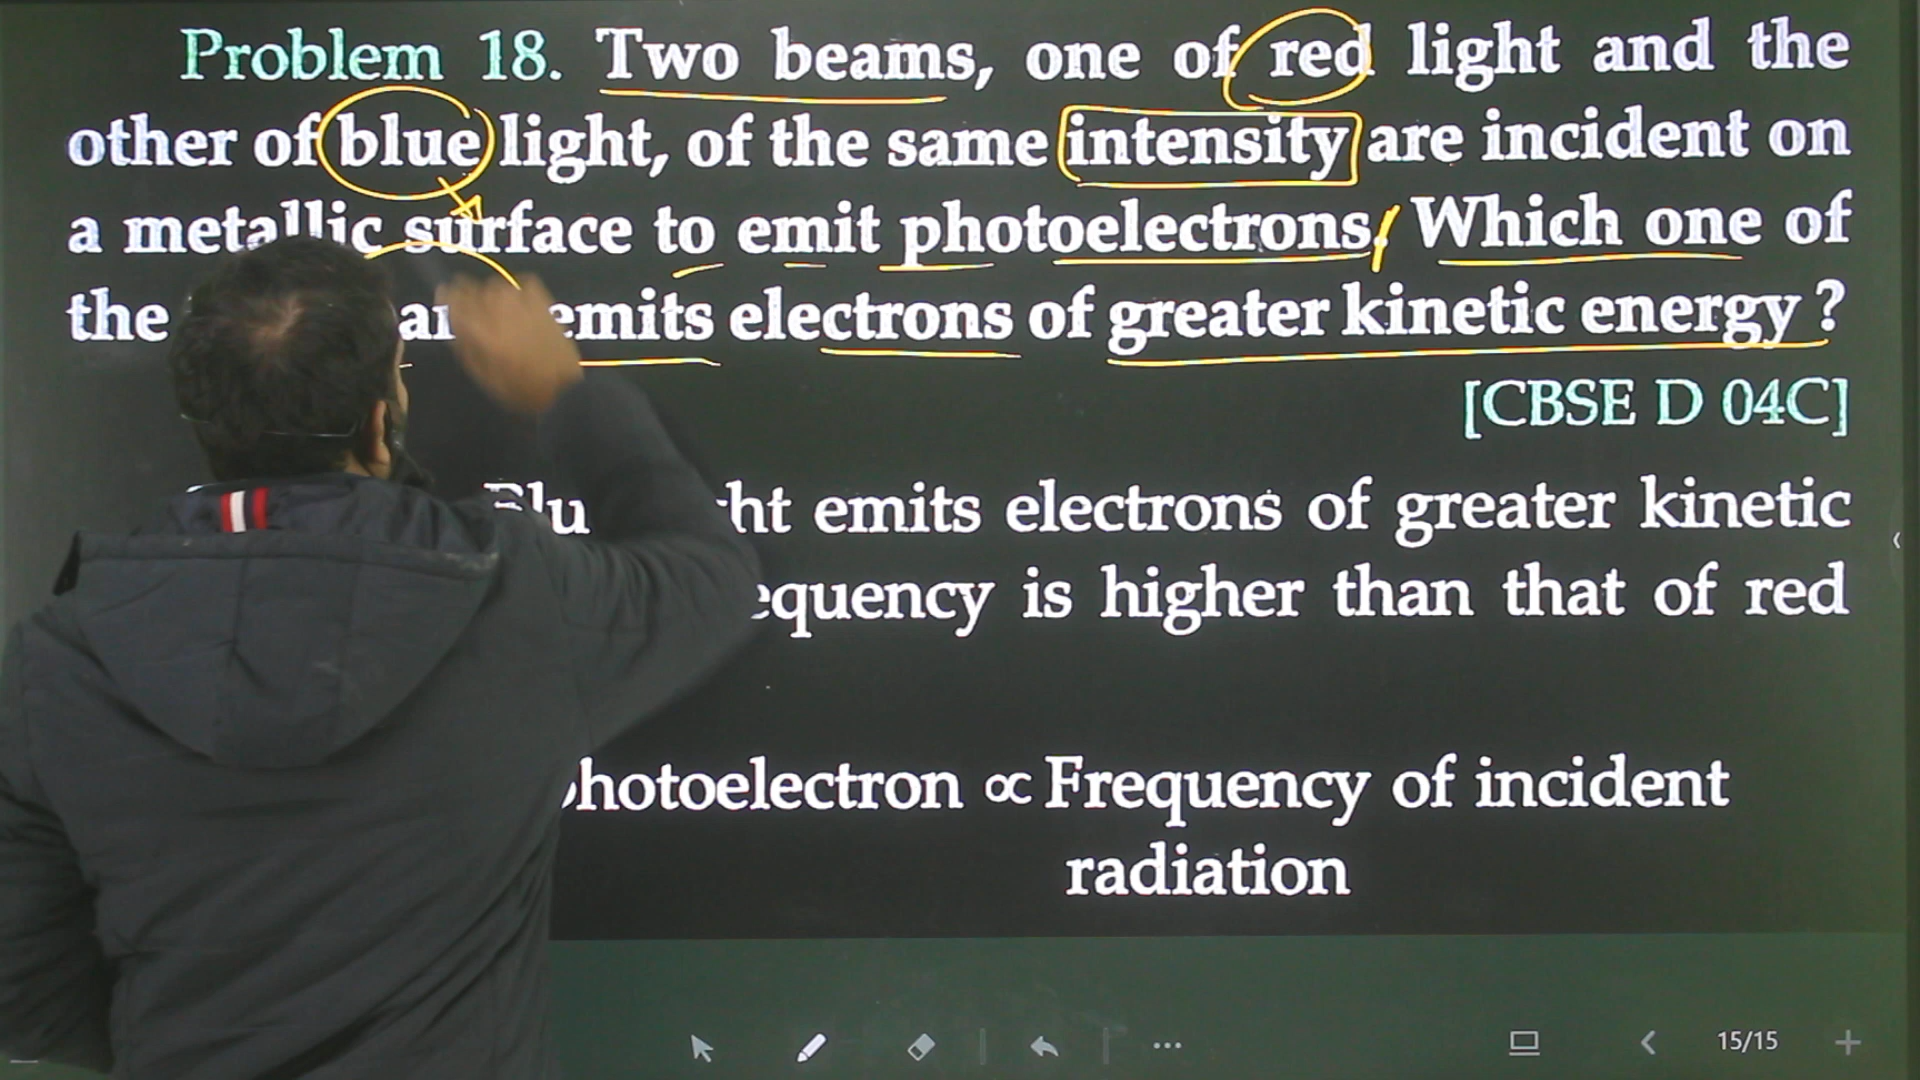 Problem 18. Two beams, one of red light and the
other of blue light, of the same intensity are incident on
a metallic surface to emit photoelectrons. Which one of
the emits electrons of greater kinetic energy ?
[CBSE D 04C]
emits electrons of greater kinetic
is higher than that of red
∝ Frequency of incident
radiation
15/15